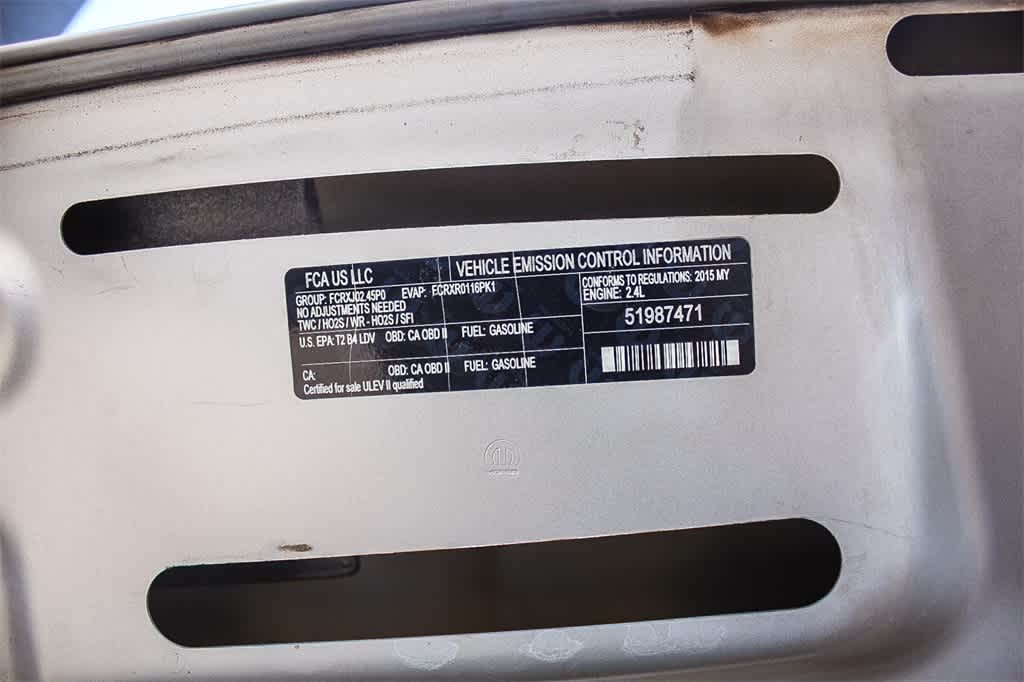 FCA US LLC
VEHICLE EMISSION CONTROL INFORMATION
GROUP: FCRXJ02.45P0 EVAP: FCRXR0116PK1
NO ADJUSTMENTS NEEDED
TWC / HO2S / WR - HO2S / SFI
CONFORMS TO REGULATIONS: 2015 MY
ENGINE: 2.4L
U.S. EPA: T2 B4 LDV OBD: CA OBD II FUEL: GASOLINE
51987471
CA: OBD: CA OBD II FUEL: GASOLINE
Certified for sale ULEV II qualified